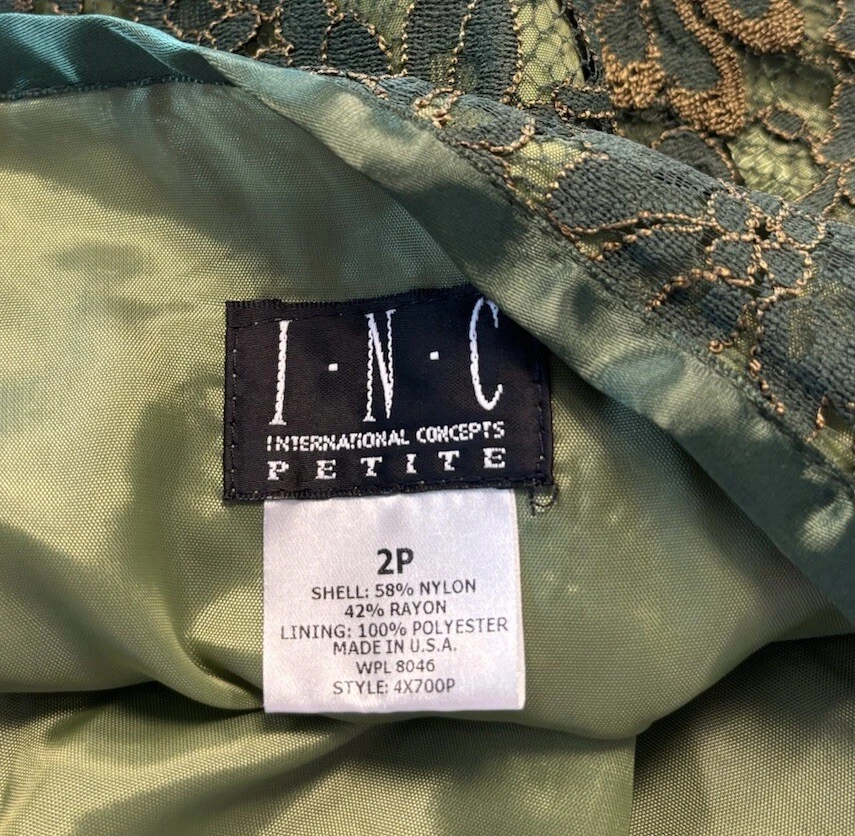 I·N·C
INTERNATIONAL CONCEPTS
PETITE
2P
SHELL: 58% NYLON
42% RAYON
LINING: 100% POLYESTER
MADE IN U.S.A.
WPL 8046
STYLE: 4X700P